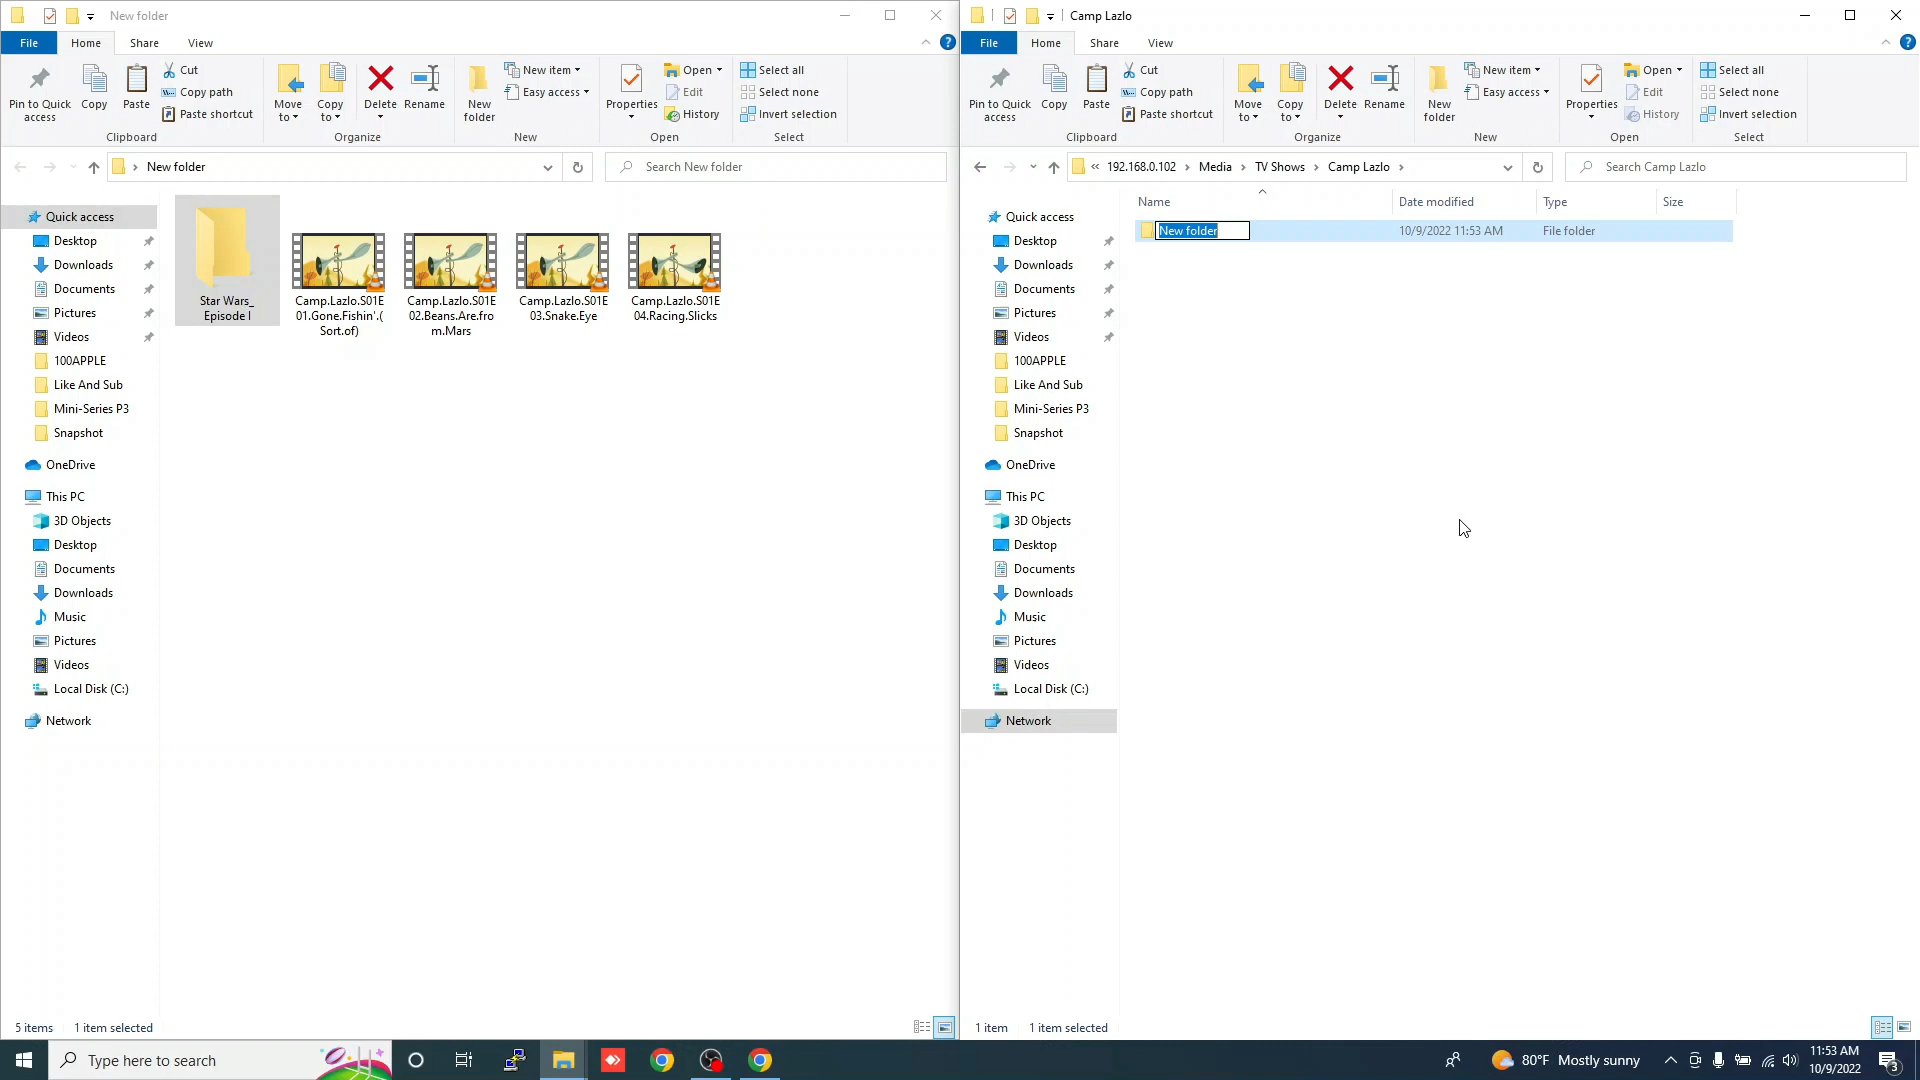 New folder
File
Home
Share
View
Pin to Quick
access
Copy
Paste
Cut
Copy path
Paste shortcut
Move
to
Copy
to
Delete
Rename
New
folder
New item
Easy access
Properties
Open
Edit
History
Select all
Select none
Invert selection
Clipboard
Organize
New
Open
Select
New folder
Search New folder
Quick access
Desktop
Downloads
Documents
Pictures
Videos
100APPLE
Like And Sub
Mini-Series P3
Snapshot
OneDrive
This PC
3D Objects
Desktop
Documents
Downloads
Music
Pictures
Videos
Local Disk (C:)
Network
Star Wars_
Episode I
Camp.Lazlo.S01E
01.Gone.Fishin'.(
Sort.of)
Camp.Lazlo.S01E
02.Beans.Are.fro
m.Mars
Camp.Lazlo.S01E
03.Snake.Eye
Camp.Lazlo.S01E
04.Racing.Slicks
5 items
1 item selected
Camp Lazlo
File
Home
Share
View
Pin to Quick
access
Copy
Paste
Cut
Copy path
Paste shortcut
Move
to
Copy
to
Delete
Rename
New
folder
New item
Easy access
Properties
Open
Edit
History
Select all
Select none
Invert selection
Clipboard
Organize
New
Open
Select
« 192.168.0.102 › Media › TV Shows › Camp Lazlo ›
Search Camp Lazlo
Name
Date modified
Type
Size
New folder
10/9/2022 11:53 AM
File folder
Quick access
Desktop
Downloads
Documents
Pictures
Videos
100APPLE
Like And Sub
Mini-Series P3
Snapshot
OneDrive
This PC
3D Objects
Desktop
Documents
Downloads
Music
Pictures
Videos
Local Disk (C:)
Network
1 item
1 item selected
Type here to search
80°F Mostly sunny
11:53 AM
10/9/2022
3